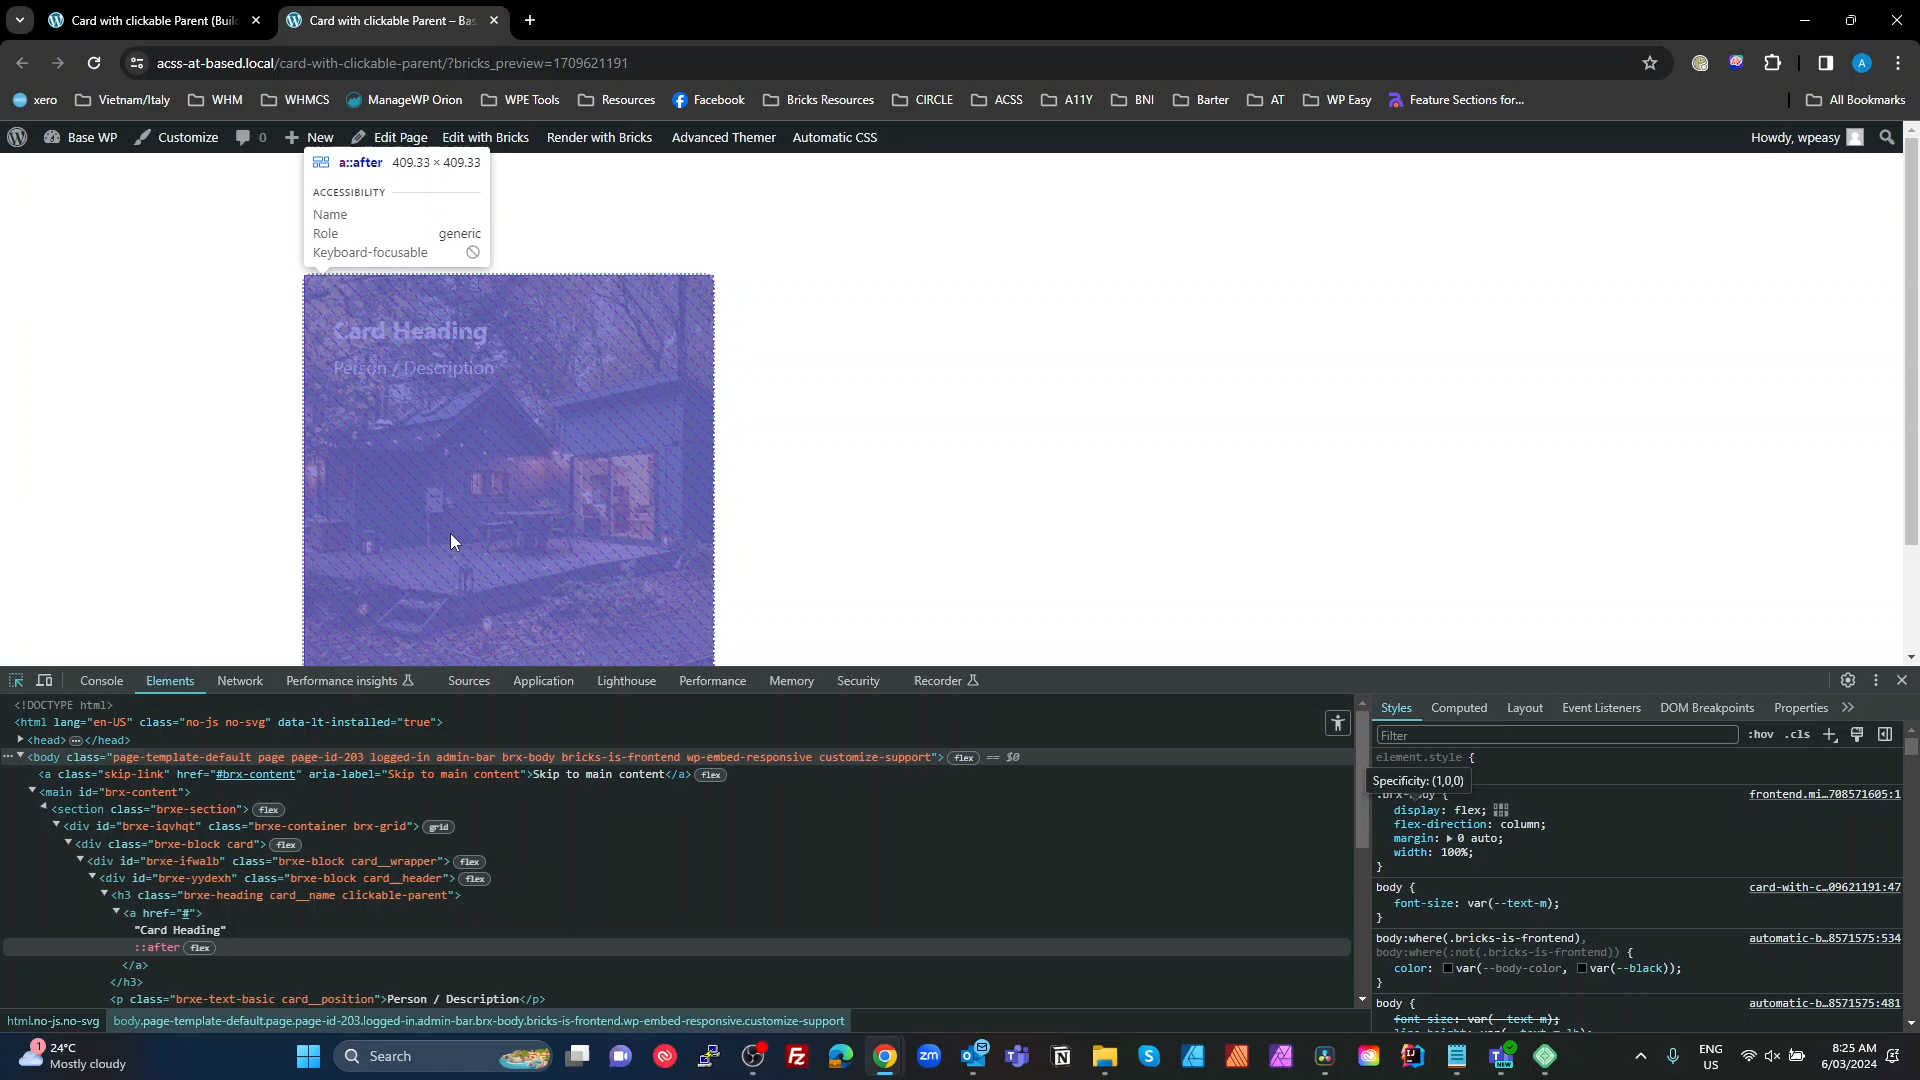 Card with clickable Parent (Buil
Card with clickable Parent – Bas
acss-at-based.local/card-with-clickable-parent/?bricks_preview=1709621191
A
xero
Vietnam/Italy
WHM
WHMCS
ManageWP Orion
WPE Tools
Resources
Facebook
Bricks Resources
CIRCLE
ACSS
A11Y
BNI
Barter
AT
WP Easy
Feature Sections for...
All Bookmarks
Base WP
Customize
0
New
Edit Page
Edit with Bricks
Render with Bricks
Advanced Themer
Automatic CSS
Howdy, wpeasy
a::after 409.33 × 409.33
ACCESSIBILITY
Name
Role generic
Keyboard-focusable
Card Heading
Person / Description
Console
Elements
Network
Performance insights
Sources
Application
Lighthouse
Performance
Memory
Security
Recorder
<!DOCTYPE html>
<html lang="en-US" class="no-js no-svg" data-lt-installed="true">
<head>…</head>
<body class="page-template-default page page-id-203 logged-in admin-bar brx-body bricks-is-frontend wp-embed-responsive customize-support"> flex == $0
<a class="skip-link" href="#brx-content" aria-label="Skip to main content">Skip to main content</a> flex
<main id="brx-content">
<section class="brxe-section"> flex
<div id="brxe-iqvhqt" class="brxe-container brx-grid"> grid
<div class="brxe-block card"> flex
<div id="brxe-ifwalb" class="brxe-block card__wrapper"> flex
<div id="brxe-yydexh" class="brxe-block card__header"> flex
<h3 class="brxe-heading card__name clickable-parent">
<a href="#">
"Card Heading"
::after flex
</a>
</h3>
<p class="brxe-text-basic card__position">Person / Description</p>
html.no-js.no-svg
body.page-template-default.page.page-id-203.logged-in.admin-bar.brx-body.bricks-is-frontend.wp-embed-responsive.customize-support
Styles
Computed
Layout
Event Listeners
DOM Breakpoints
Properties
Filter
:hov
.cls
element.style {
Specificity: (1,0,0)
frontend.mi…708571605:1
display: flex;
flex-direction: column;
margin: 0 auto;
width: 100%;
}
body {
card-with-c…09621191:47
font-size: var(--text-m);
}
body:where(.bricks-is-frontend),
automatic-b…8571575:534
body:where(:not(.bricks-is-frontend)) {
color: var(--body-color, var(--black));
}
body {
automatic-b…8571575:481
font-size: var(--text-m);
1
24°C
Mostly cloudy
Search
zm
NEW
ENG
US
8:25 AM
6/03/2024